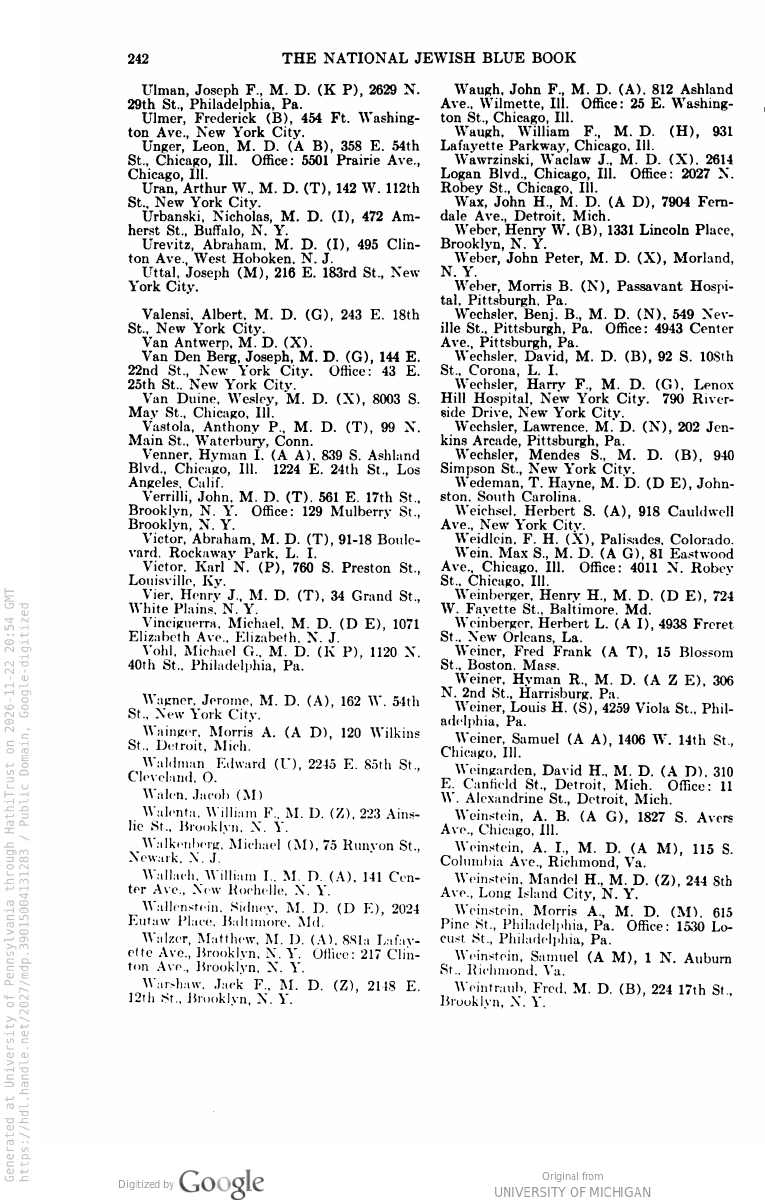 242
THE NATIONAL JEWISH BLUE BOOK
Ulman, Joseph F., M. D. (K P), 2629 N.
29th St., Philadelphia, Pa.
Ulmer, Frederick (B), 454 Ft. Washing-
ton Ave., New York City.
Unger, Leon, M. D. (A B), 358 E. 54th
St., Chicago, Ill. Office: 5501 Prairie Ave.,
Chicago, Ill.
Uran, Arthur W., M. D. (T), 142 W. 112th
St., New York City.
Urbanski, Nicholas, M. D. (I), 472 Am-
herst St., Buffalo, N. Y.
Urevitz, Abraham, M. D. (I), 495 Clin-
ton Ave., West Hoboken, N. J.
Uttal, Joseph (M), 216 E. 183rd St., New
York City.
Valensi, Albert, M. D. (G), 243 E. 18th
St., New York City.
Van Antwerp, M. D. (X).
Van Den Berg, Joseph, M. D. (G), 144 E.
22nd St., New York City. Office: 43 E.
25th St., New York City.
Van Duine, Wesley, M. D. (X), 8003 S.
May St., Chicago, Ill.
Vastola, Anthony P., M. D. (T), 99 N.
Main St., Waterbury, Conn.
Venner, Hyman I. (A A), 839 S. Ashland
Blvd., Chicago, Ill. 1224 E. 24th St., Los
Angeles, Calif.
Verrilli, John, M. D. (T), 561 E. 17th St.,
Brooklyn, N. Y. Office: 129 Mulberry St.,
Brooklyn, N. Y.
Victor, Abraham, M. D. (T), 91-18 Boule-
vard, Rockaway Park, L. I.
Victor, Karl N. (P), 760 S. Preston St.,
Louisville, Ky.
Vier, Henry J., M. D. (T), 34 Grand St.,
White Plains, N. Y.
Vinciguerra, Michael, M. D. (D E), 1071
Elizabeth Ave., Elizabeth, N. J.
Vohl, Michael G., M. D. (K P), 1120 N.
40th St., Philadelphia, Pa.
Wagner, Jerome, M. D. (A), 162 W. 54th
St., New York City.
Wainger, Morris A. (A D), 120 Wilkins
St., Detroit, Mich.
Waldman, Edward (U), 2245 E. 85th St.,
Cleveland, O.
Walen, Jacob (M)
Walenta, William F., M. D. (Z), 223 Ains-
lie St., Brooklyn, N. Y.
Walkenberg, Michael (M), 75 Runyon St.,
Newark, N. J.
Wallach, William I., M. D. (A), 141 Cen-
ter Ave., New Rochelle, N. Y.
Wallenstein, Sidney, M. D. (D E), 2024
Eutaw Place, Baltimore, Md.
Walzer, Matthew, M. D. (A), 881a Lafay-
ette Ave., Brooklyn, N. Y. Office: 217 Clin-
ton Ave., Brooklyn, N. Y.
Warshaw, Jack F., M. D. (Z), 2148 E.
12th St., Brooklyn, N. Y.
Waugh, John F., M. D. (A), 812 Ashland
Ave., Wilmette, Ill. Office: 25 E. Washing-
ton St., Chicago, Ill.
Waugh, William F., M. D. (H), 931
Lafayette Parkway, Chicago, Ill.
Wawrzinski, Waclaw J., M. D. (X), 2614
Logan Blvd., Chicago, Ill. Office: 2027 N.
Robey St., Chicago, Ill.
Wax, John H., M. D. (A D), 7904 Fern-
dale Ave., Detroit, Mich.
Weber, Henry W. (B), 1331 Lincoln Place,
Brooklyn, N. Y.
Weber, John Peter, M. D. (X), Morland,
N. Y.
Weber, Morris B. (N), Passavant Hospi-
tal, Pittsburgh, Pa.
Wechsler, Benj. B., M. D. (N), 549 Nev-
ille St., Pittsburgh, Pa. Office: 4943 Center
Ave., Pittsburgh, Pa.
Wechsler, David, M. D. (B), 92 S. 108th
St., Corona, L. I.
Wechsler, Harry F., M. D. (G), Lenox
Hill Hospital, New York City. 790 River-
side Drive, New York City.
Wechsler, Lawrence, M. D. (N), 202 Jen-
kins Arcade, Pittsburgh, Pa.
Wechsler, Mendes S., M. D. (B), 940
Simpson St., New York City.
Wedeman, T. Hayne, M. D. (D E), John-
ston, South Carolina.
Weichsel, Herbert S. (A), 918 Cauldwell
Ave., New York City.
Weidlein, F. H. (X), Palisades, Colorado.
Wein, Max S., M. D. (A G), 81 Eastwood
Ave., Chicago, Ill. Office: 4011 N. Robey
St., Chicago, Ill.
Weinberger, Henry H., M. D. (D E), 724
W. Fayette St., Baltimore, Md.
Weinberger, Herbert L. (A I), 4938 Freret
St., New Orleans, La.
Weiner, Fred Frank (A T), 15 Blossom
St., Boston, Mass.
Weiner, Hyman R., M. D. (A Z E), 306
N. 2nd St., Harrisburg, Pa.
Weiner, Louis H. (S), 4259 Viola St., Phil-
adelphia, Pa.
Weiner, Samuel (A A), 1406 W. 14th St.,
Chicago, Ill.
Weingarden, David H., M. D. (A D), 310
E. Canfield St., Detroit, Mich. Office: 11
W. Alexandrine St., Detroit, Mich.
Weinstein, A. B. (A G), 1827 S. Avers
Ave., Chicago, Ill.
Weinstein, A. I., M. D. (A M), 115 S.
Columbia Ave., Richmond, Va.
Weinstein, Mandel H., M. D. (Z), 244 8th
Ave., Long Island City, N. Y.
Weinstein, Morris A., M. D. (M), 615
Pine St., Philadelphia, Pa. Office: 1530 Lo-
cust St., Philadelphia, Pa.
Weinstein, Samuel (A M), 1 N. Auburn
St., Richmond, Va.
Weintraub, Fred, M. D. (B), 224 17th St.,
Brooklyn, N. Y.
Generated at University of Pennsylvania through HathiTrust on 2026-11-22 20:54 GMT
https://hdl.handle.net/2027/mdp.39015004131283 / Public Domain, Google-digitized
Digitized by Google
Original from
UNIVERSITY OF MICHIGAN